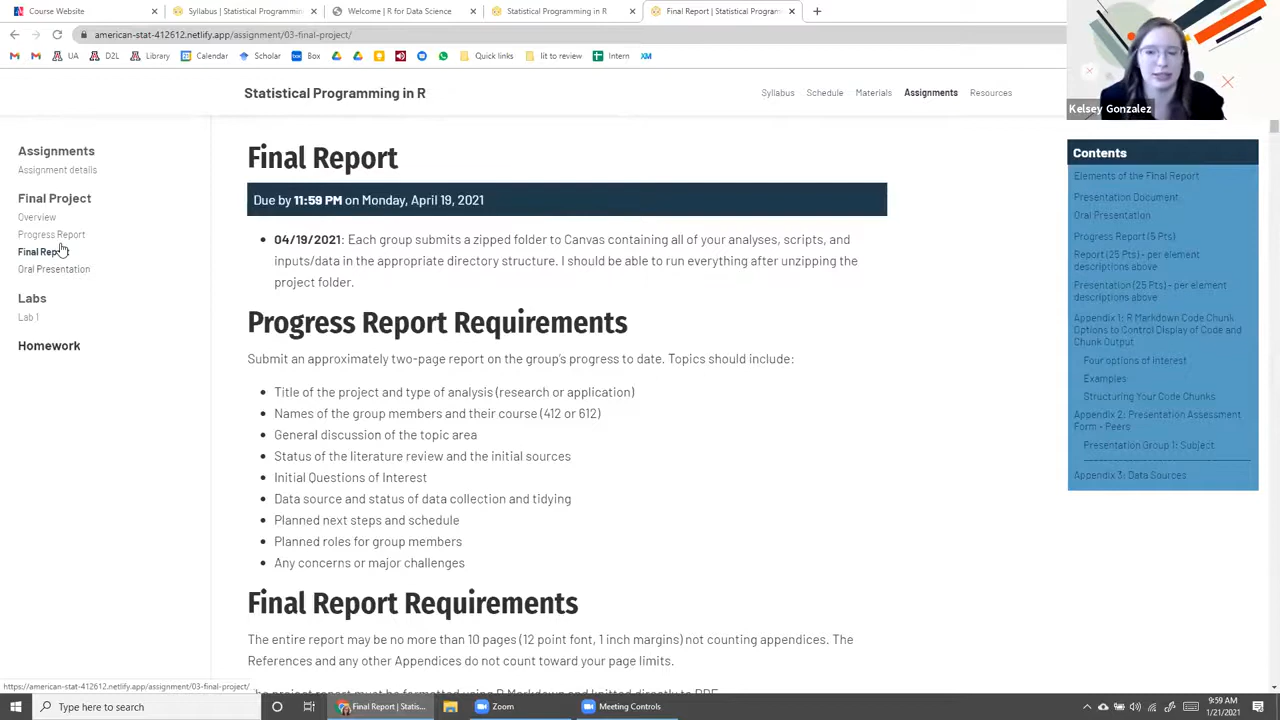 Course Website
Syllabus | Statistical Programmin
Welcome | R for Data Science
Statistical Programming in R
Final Report | Statistical Program
american-stat-412612.netlify.app/assignment/03-final-project/
UA
D2L
Library
Calendar
Scholar
Box
Quick links
lit to review
Intern
Kelsey Gonzalez
Statistical Programming in R
Syllabus
Schedule
Materials
Assignments
Resources
Assignments
Assignment details
Final Project
Overview
Progress Report
Final Rep
Oral Presentation
Labs
Lab 1
Homework
Final Report
Due by 11:59 PM on Monday, April 19, 2021
04/19/2021: Each group submits a zipped folder to Canvas containing all of your analyses, scripts, and
inputs/data in the appropriate directory structure. I should be able to run everything after unzipping the
project folder.
Progress Report Requirements
Submit an approximately two-page report on the group's progress to date. Topics should include:
Title of the project and type of analysis (research or application)
Names of the group members and their course (412 or 612)
General discussion of the topic area
Status of the literature review and the initial sources
Initial Questions of Interest
Data source and status of data collection and tidying
Planned next steps and schedule
Planned roles for group members
Any concerns or major challenges
Final Report Requirements
The entire report may be no more than 10 pages (12 point font, 1 inch margins) not counting appendices. The
References and any other Appendices do not count toward your page limits.
The project report must be formatted using R Markdown and knitted directly to PDF
Contents
Elements of the Final Report
Presentation Document
Oral Presentation
Progress Report (5 Pts)
Report (25 Pts) - per element
descriptions above
Presentation (25 Pts) - per element
descriptions above
Appendix 1: R Markdown Code Chunk
Options to Control Display of Code and
Chunk Output
Four options of interest
Examples
Structuring Your Code Chunks
Appendix 2: Presentation Assessment
Form - Peers
Presentation Group 1: Subject
Appendix 3: Data Sources
https://american-stat-412612.netlify.app/assignment/03-final-project/
Type here to search
Final Report | Statis...
Zoom
Meeting Controls
9:59 AM
1/21/2021